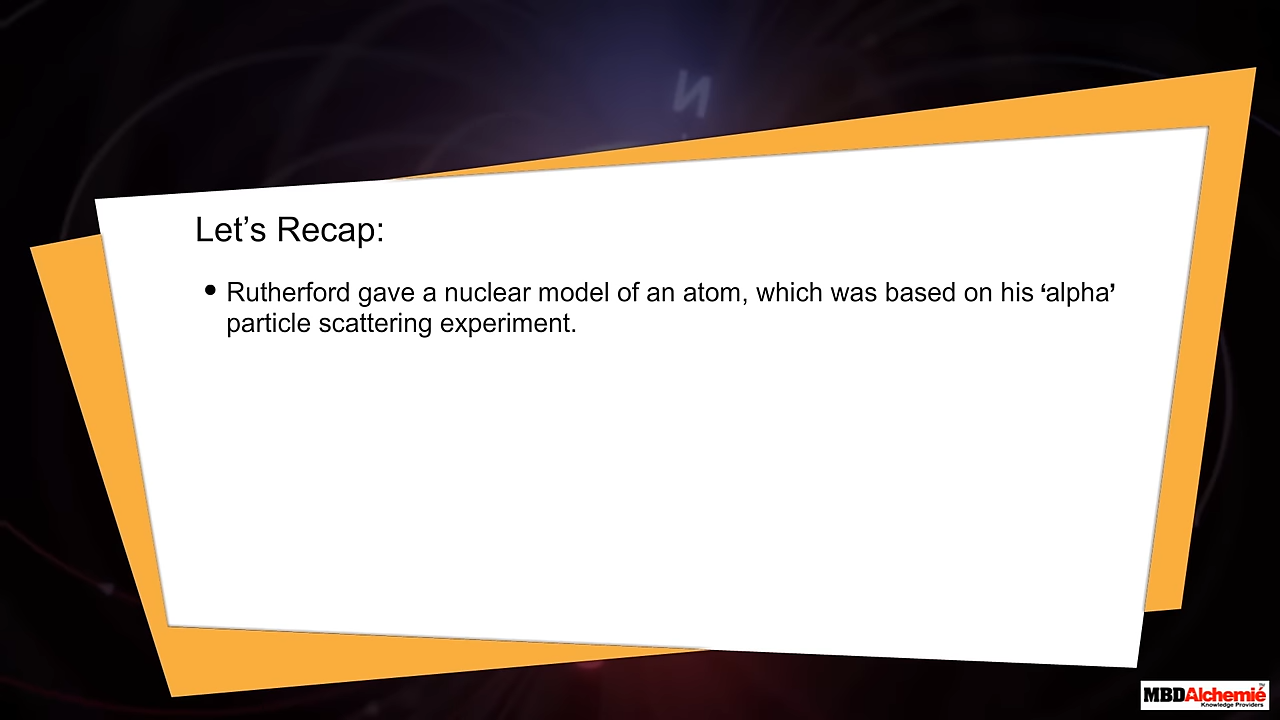 Let’s Recap:
• Rutherford gave a nuclear model of an atom, which was based on his ‘alpha’
particle scattering experiment.
N
MBDAlchemie
Knowledge Providers